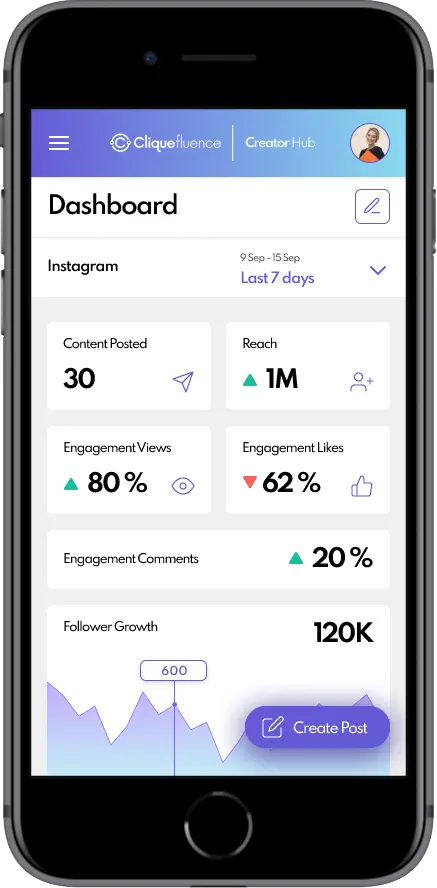 Cliquefluence | Creator Hub
Dashboard
Instagram
9 Sep - 15 Sep
Last 7 days
Content Posted
30
Reach
1M
Engagement Views
80 %
Engagement Likes
62 %
Engagement Comments
20 %
Follower Growth
120K
600
Create Post